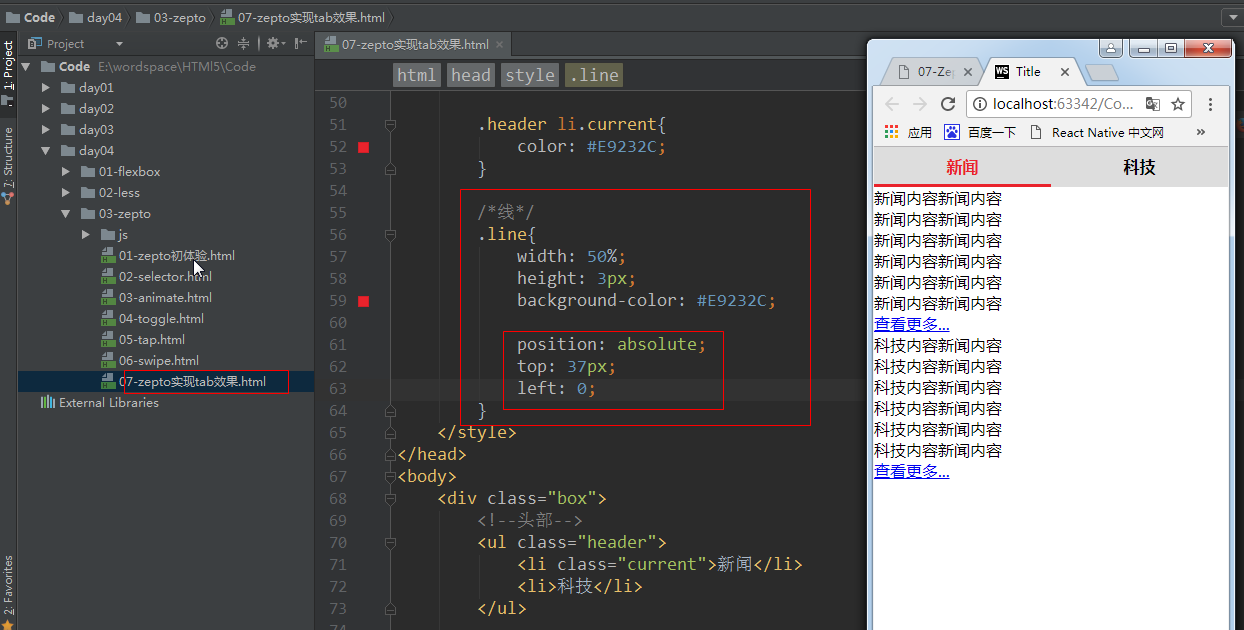 Code day04 03-zepto 07-zepto实现tab效果.html
1: Project
7: Structure
2: Favorites
Project
Code E:\wordspace\HTMl5\Code
day01
day02
day03
day04
01-flexbox
02-less
03-zepto
js
01-zepto初体验.html
02-selector.html
03-animate.html
04-toggle.html
05-tap.html
06-swipe.html
07-zepto实现tab效果.html
External Libraries
07-zepto实现tab效果.html
html head style .line
50
51 .header li.current{
52 color: #E9232C;
53 }
54
55 /*线*/
56 .line{
57 width: 50%;
58 height: 3px;
59 background-color: #E9232C;
60
61 position: absolute;
62 top: 37px;
63 left: 0;
64 }
65 </style>
66 </head>
67 <body>
68 <div class="box">
69 <!--头部-->
70 <ul class="header">
71 <li class="current">新闻</li>
72 <li>科技</li>
73 </ul>
74
07-Zep
WS Title
localhost:63342/Co...
应用 百度一下 React Native 中文网 »
新闻 科技
新闻内容新闻内容
新闻内容新闻内容
新闻内容新闻内容
新闻内容新闻内容
新闻内容新闻内容
新闻内容新闻内容
查看更多...
科技内容新闻内容
科技内容新闻内容
科技内容新闻内容
科技内容新闻内容
科技内容新闻内容
科技内容新闻内容
查看更多...